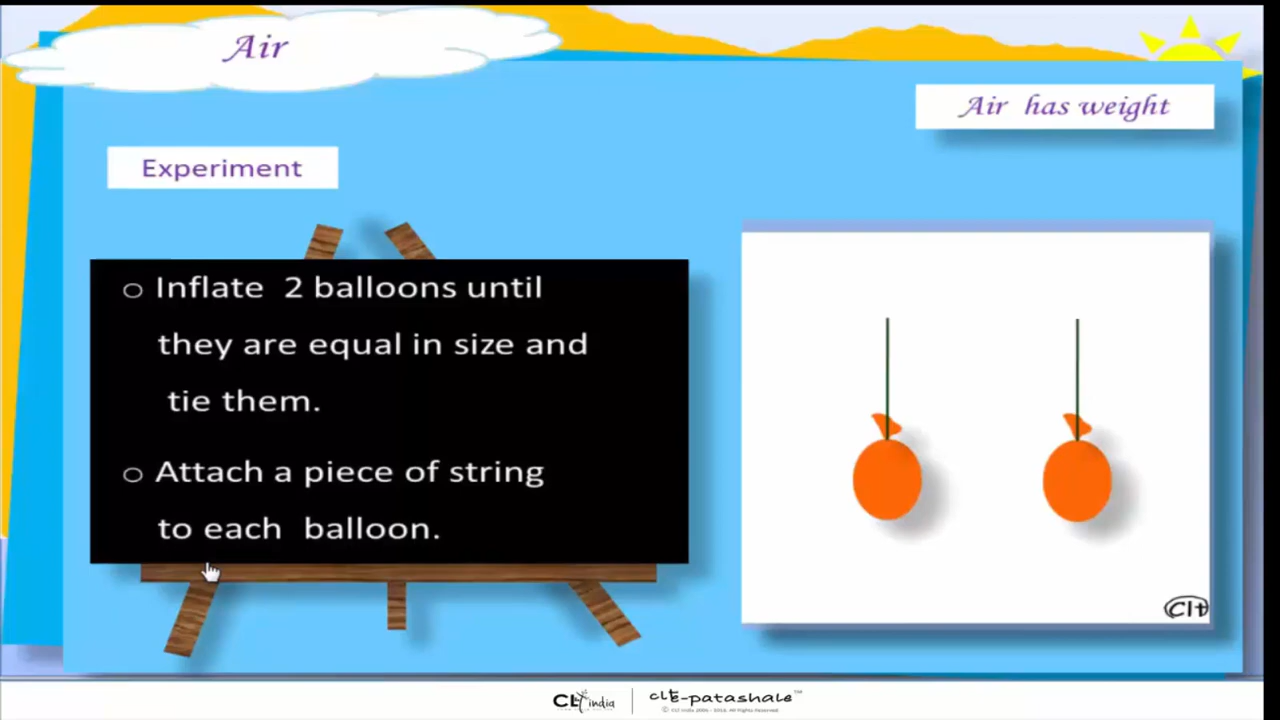 Air
Air has weight
Experiment
Inflate 2 balloons until
they are equal in size and
tie them.
Attach a piece of string
to each balloon.
Clt
CLT india
clt-patashale™